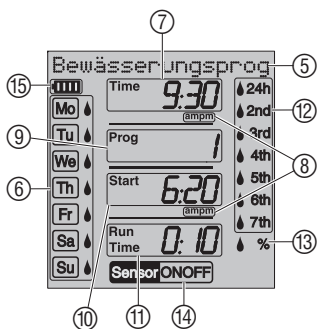 ⑦
Bewässerungsprog ⑤
⑮ Time 9:30 24h
ampm
Mo 2nd ⑫
⑨ Prog 1 3rd
Tu 4th
We ⑧
⑥ Th Start 6:20 5th
ampm 6th
Fr 7th
Sa Run Time 0:10 % ⑬
Su
Sensor ONOFF
⑩ ⑪ ⑭